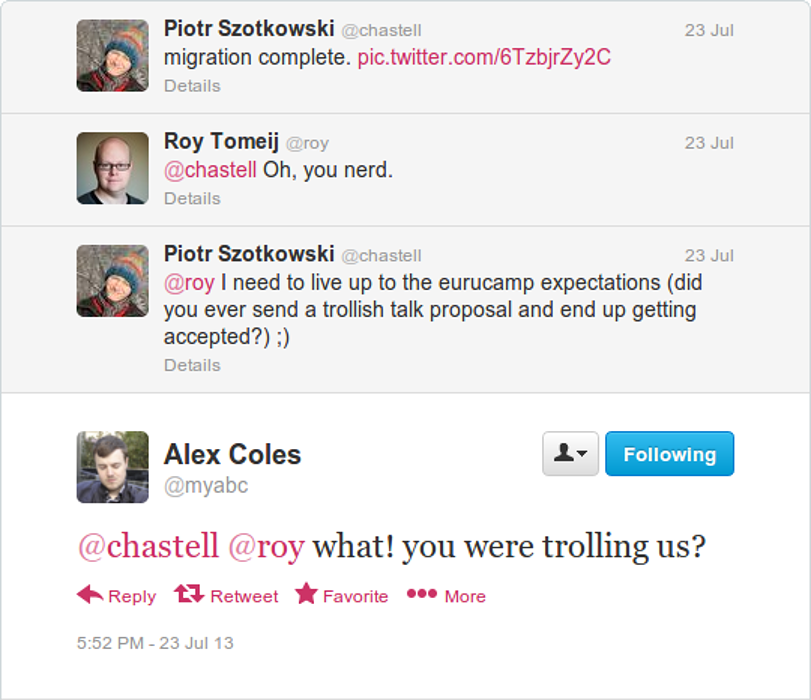 Piotr Szotkowski @chastell 23 Jul
migration complete. pic.twitter.com/6TzbjrZy2C
Details
Roy Tomeij @roy 23 Jul
@chastell Oh, you nerd.
Details
Piotr Szotkowski @chastell 23 Jul
@roy I need to live up to the eurucamp expectations (did
you ever send a trollish talk proposal and end up getting
accepted?) ;)
Details
Alex Coles
@myabc
Following
@chastell @roy what! you were trolling us?
Reply Retweet Favorite More
5:52 PM - 23 Jul 13